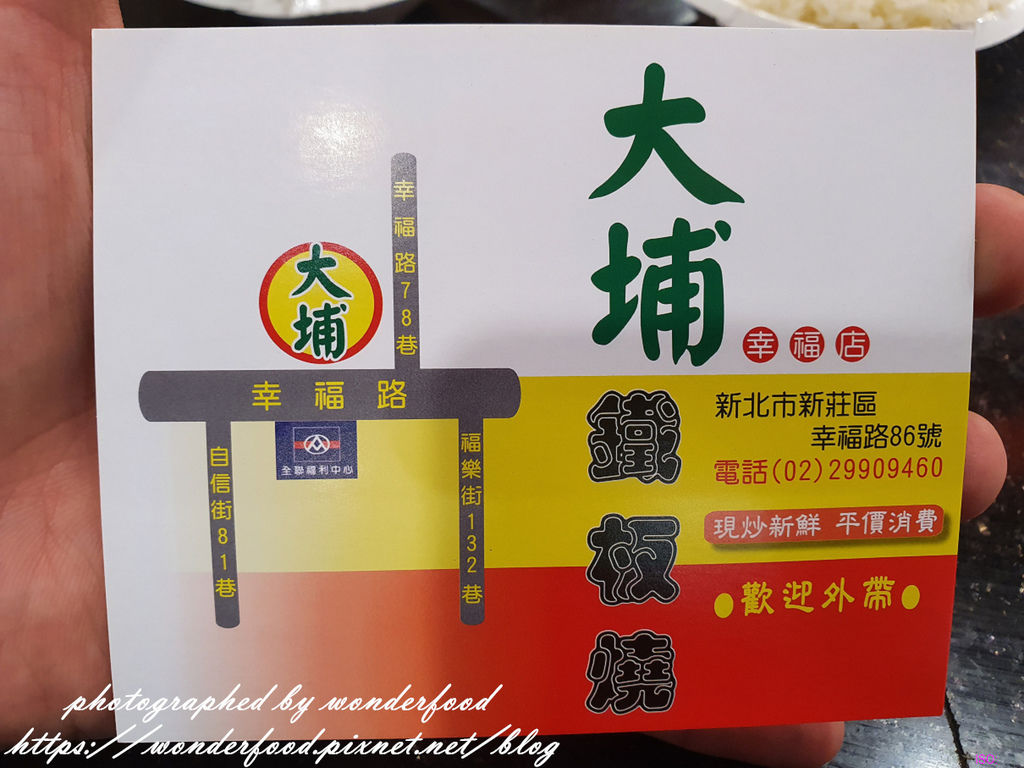 大埔
幸福店
鐵板燒
新北市新莊區
幸福路86號
電話(02)29909460
現炒新鮮 平價消費
歡迎外帶
幸福路78巷
大埔
幸福路
全聯福利中心
自信街81巷
福樂街132巷
photographed by wonderfood
https://wonderfood.pixnet.net/blog